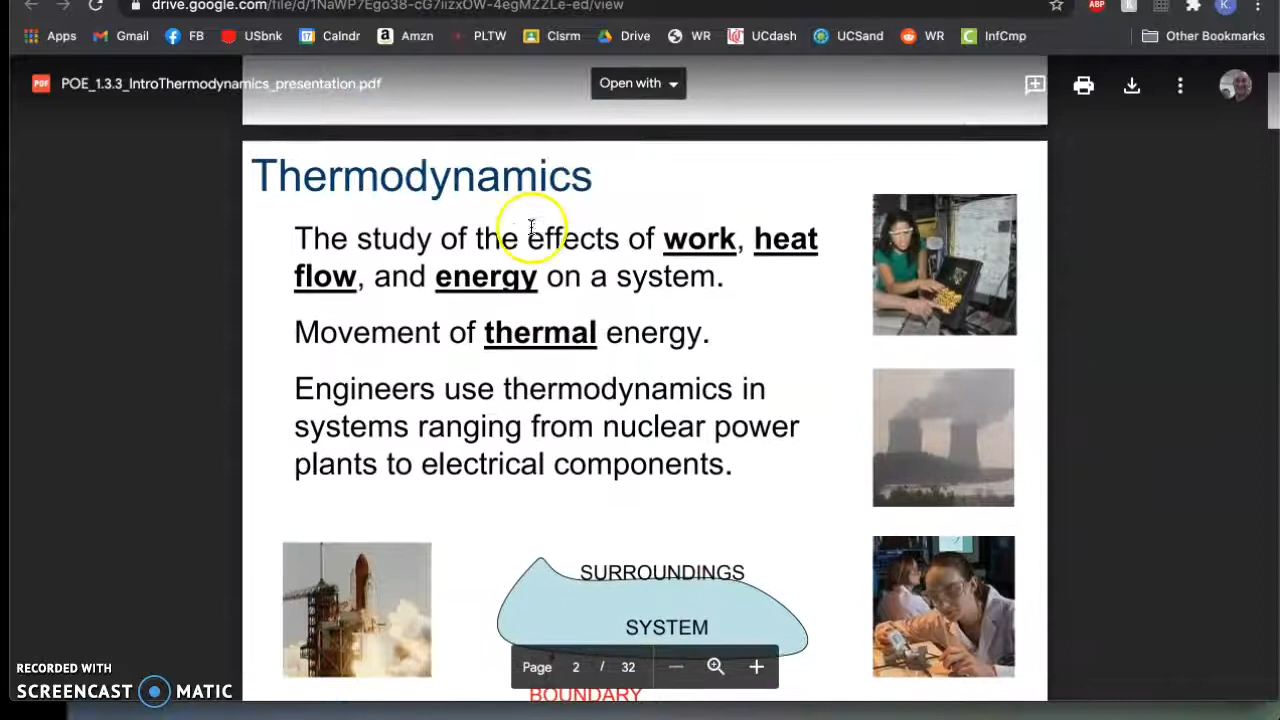 drive.google.com/file/d/1NaWP7Ego38-cG7iizxOW-4egMZZLe-ed/view
ABP
K
Apps Gmail FB USbnk Calndr Amzn PLTW Clsrm Drive WR UCdash UCSand WR InfCmp Other Bookmarks
PDF POE_1.3.3_IntroThermodynamics_presentation.pdf Open with
Thermodynamics
The study of the effects of work, heat
flow, and energy on a system.
Movement of thermal energy.
Engineers use thermodynamics in
systems ranging from nuclear power
plants to electrical components.
SURROUNDINGS
SYSTEM
Page 2 / 32
BOUNDARY
RECORDED WITH
SCREENCAST MATIC